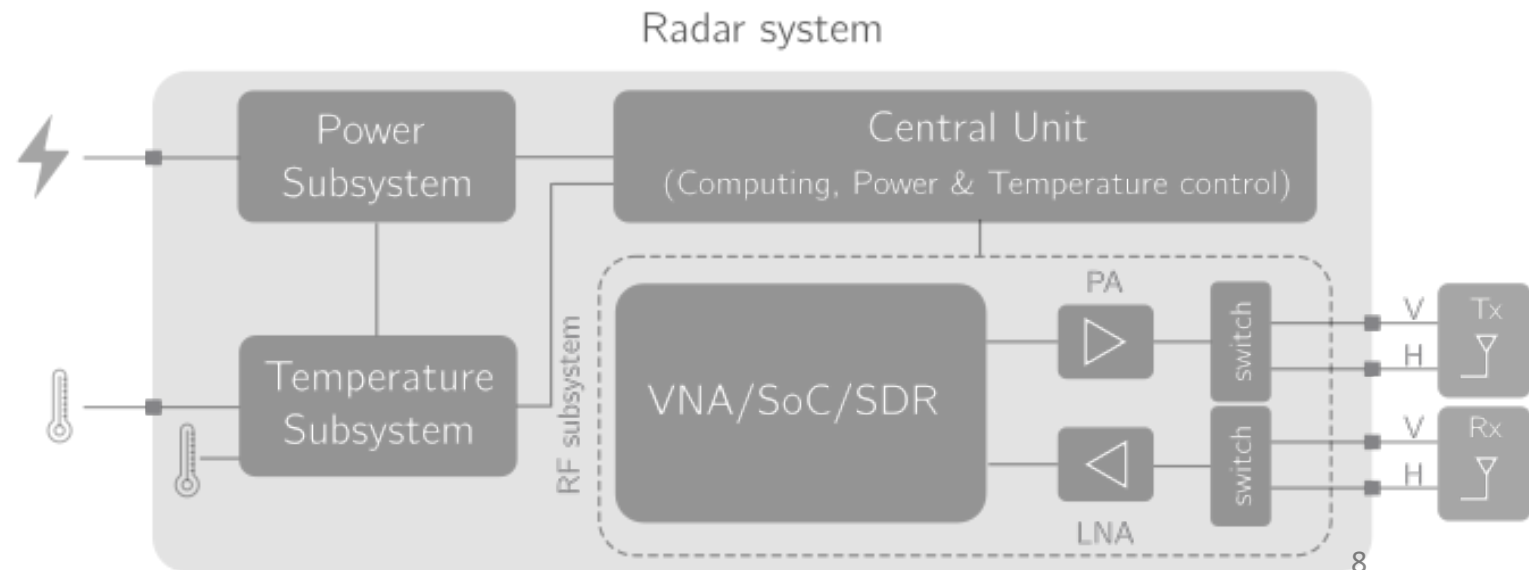 Radar system
Power
Subsystem
Central Unit
(Computing, Power & Temperature control)
Temperature
Subsystem
RF subsystem
VNA/SoC/SDR
PA
LNA
switch
switch
V
H
Tx
V
H
Rx
8